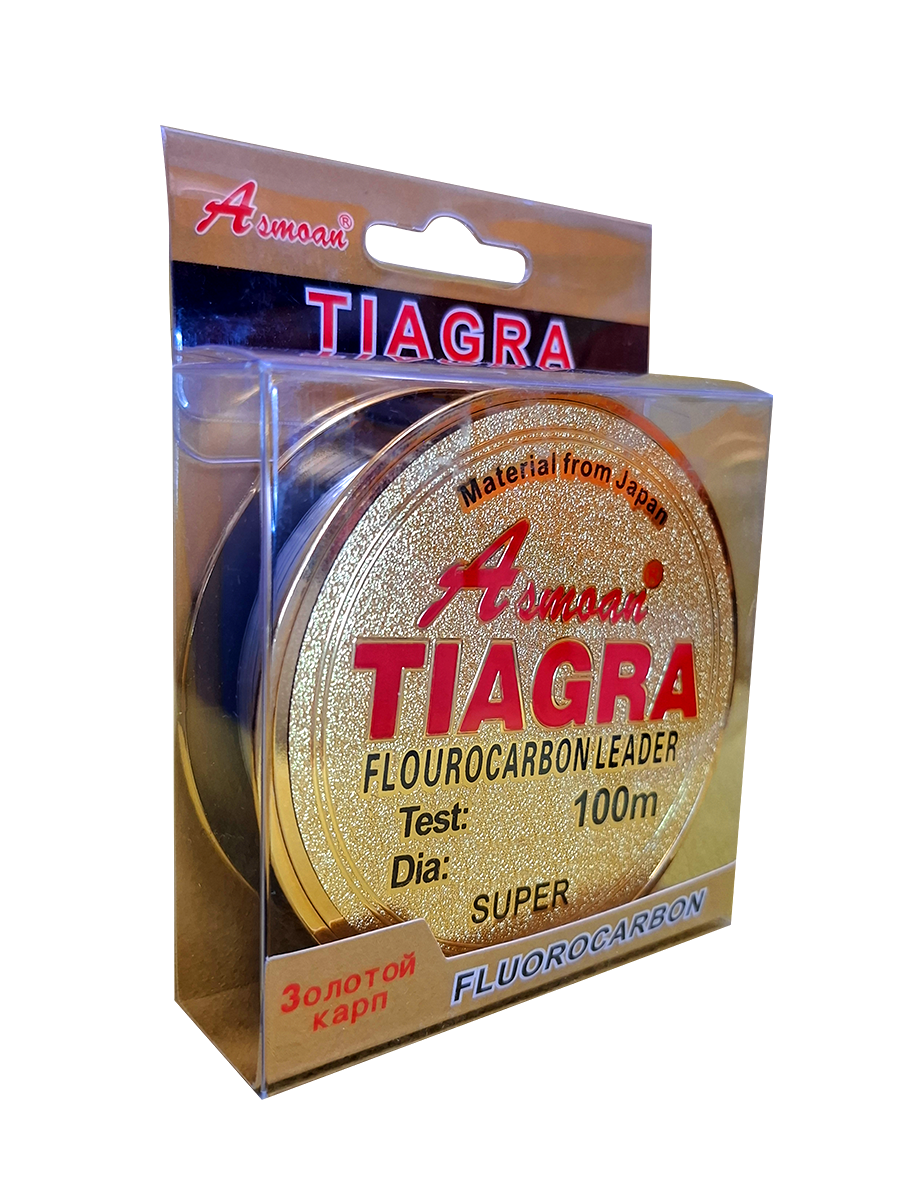 Asmoan®
TIAGRA
Material from Japan
Asmoan®
TIAGRA
FLOUROCARBON LEADER
Test: 100m
Dia:
SUPER
FLUOROCARBON
Золотой
карп